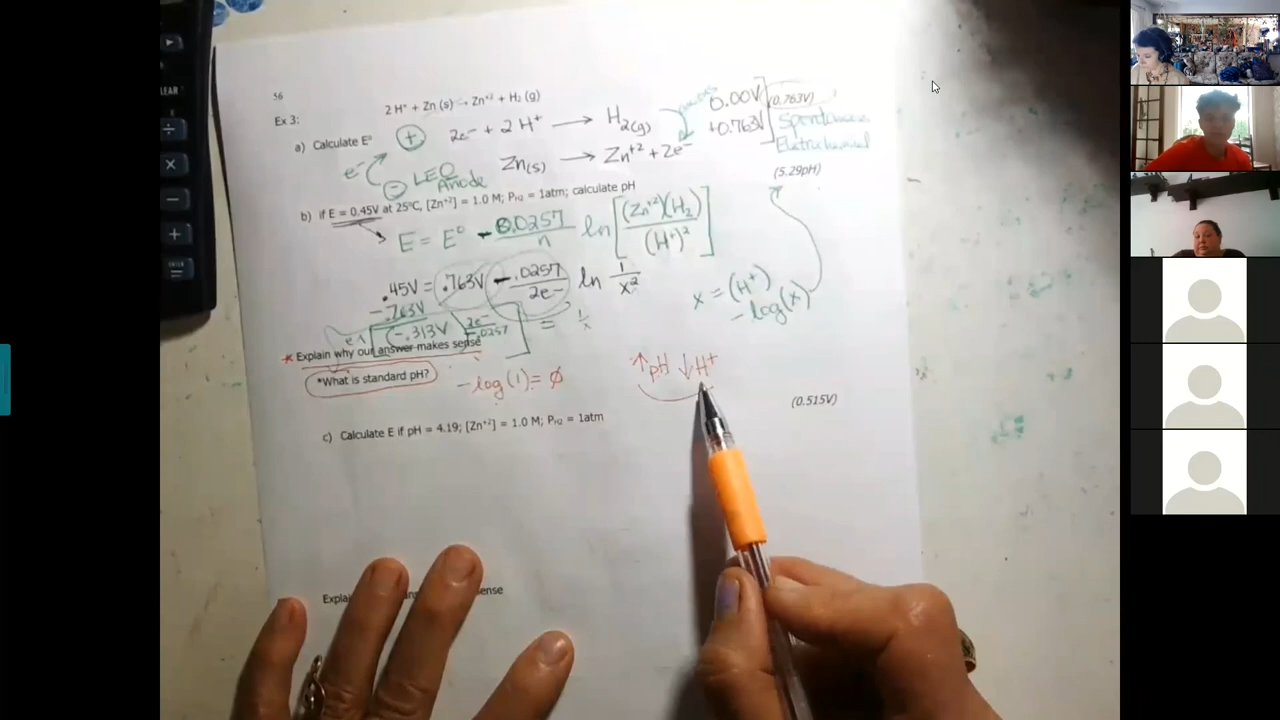 56
Ex 3:
2 H⁺ + Zn (s) → Zn⁺² + H₂ (g)
a) Calculate E°
+ 2e⁻ + 2 H⁺ → H₂(g)
0.00V
(0.763V)
e⁻
Zn(s) → Zn⁺² + 2e⁻
+0.763V
Spontaneous
Electrochemical
- LEO
Anode
(5.29pH)
b) if E = 0.45V at 25°C, [Zn⁺²] = 1.0 M; P_H₂ = 1atm; calculate pH
E = E° - 0.0257/n ln [(Zn⁺²)(H₂)/(H⁺)²]
.45V = .763V - .0257/2e⁻ ln 1/x²
x = (H⁺)
-log(x)
-.763V
e^ [(-.313V) 2e⁻/-.0257] = 1/x
* Explain why our answer makes sense
*What is standard pH?
-log(1) = ∅
↑pH ↓H⁺
(0.515V)
c) Calculate E if pH = 4.19; [Zn⁺²] = 1.0 M; P_H₂ = 1atm
LEAR
÷
×
−
+
ENTER
=